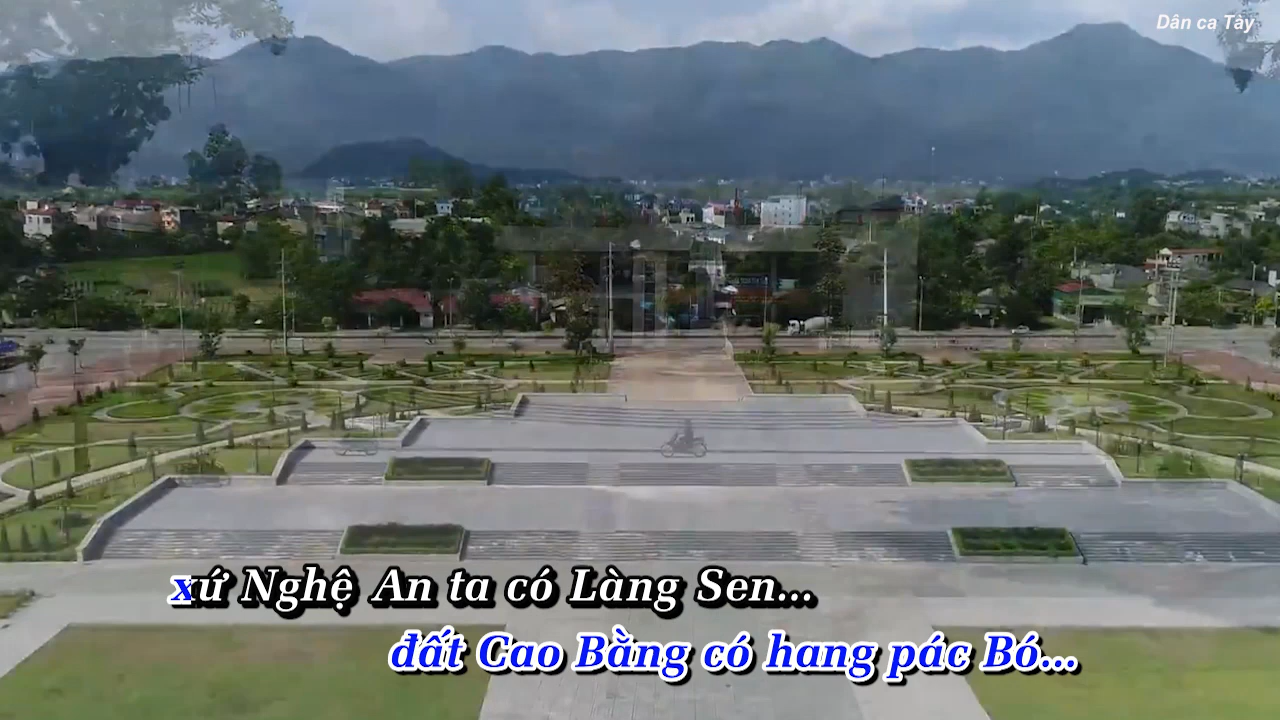 Dân ca Tày
xứ Nghệ An ta có Làng Sen...
đất Cao Bằng có hang pác Bó...